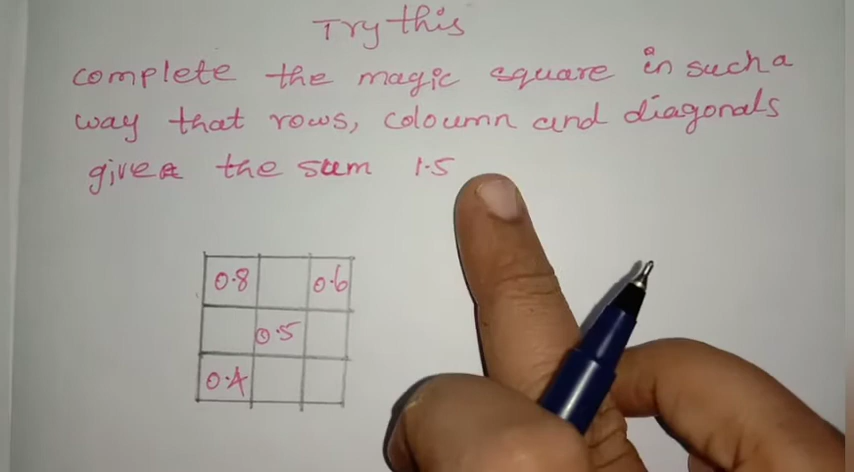 Try this
complete the magic square in such a
way that rows, coloumn and diagonals
give the sum 1.5
0.8 0.6
0.5
0.4